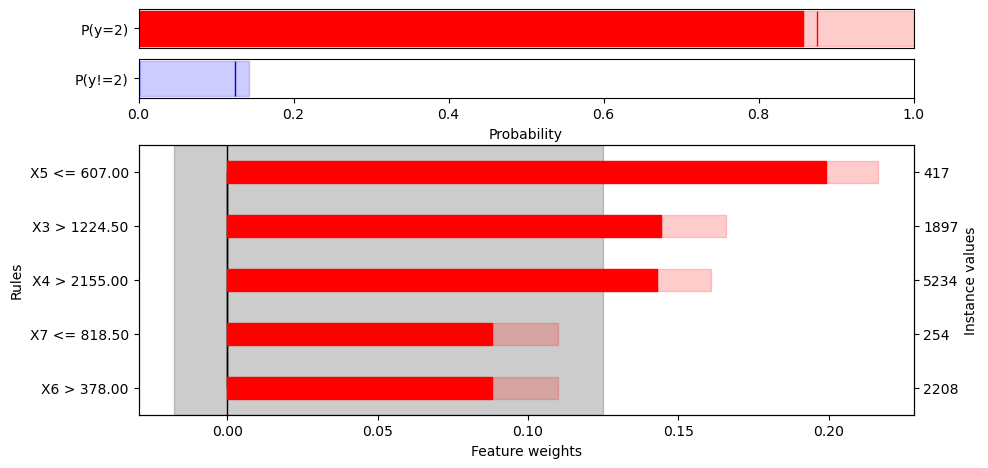 P(y=2)
P(y!=2)
0.0 0.2 0.4 0.6 0.8 1.0
Probability
X5 <= 607.00 417
X3 > 1224.50 1897
X4 > 2155.00 5234
X7 <= 818.50 254
X6 > 378.00 2208
Rules
Instance values
0.00 0.05 0.10 0.15 0.20
Feature weights